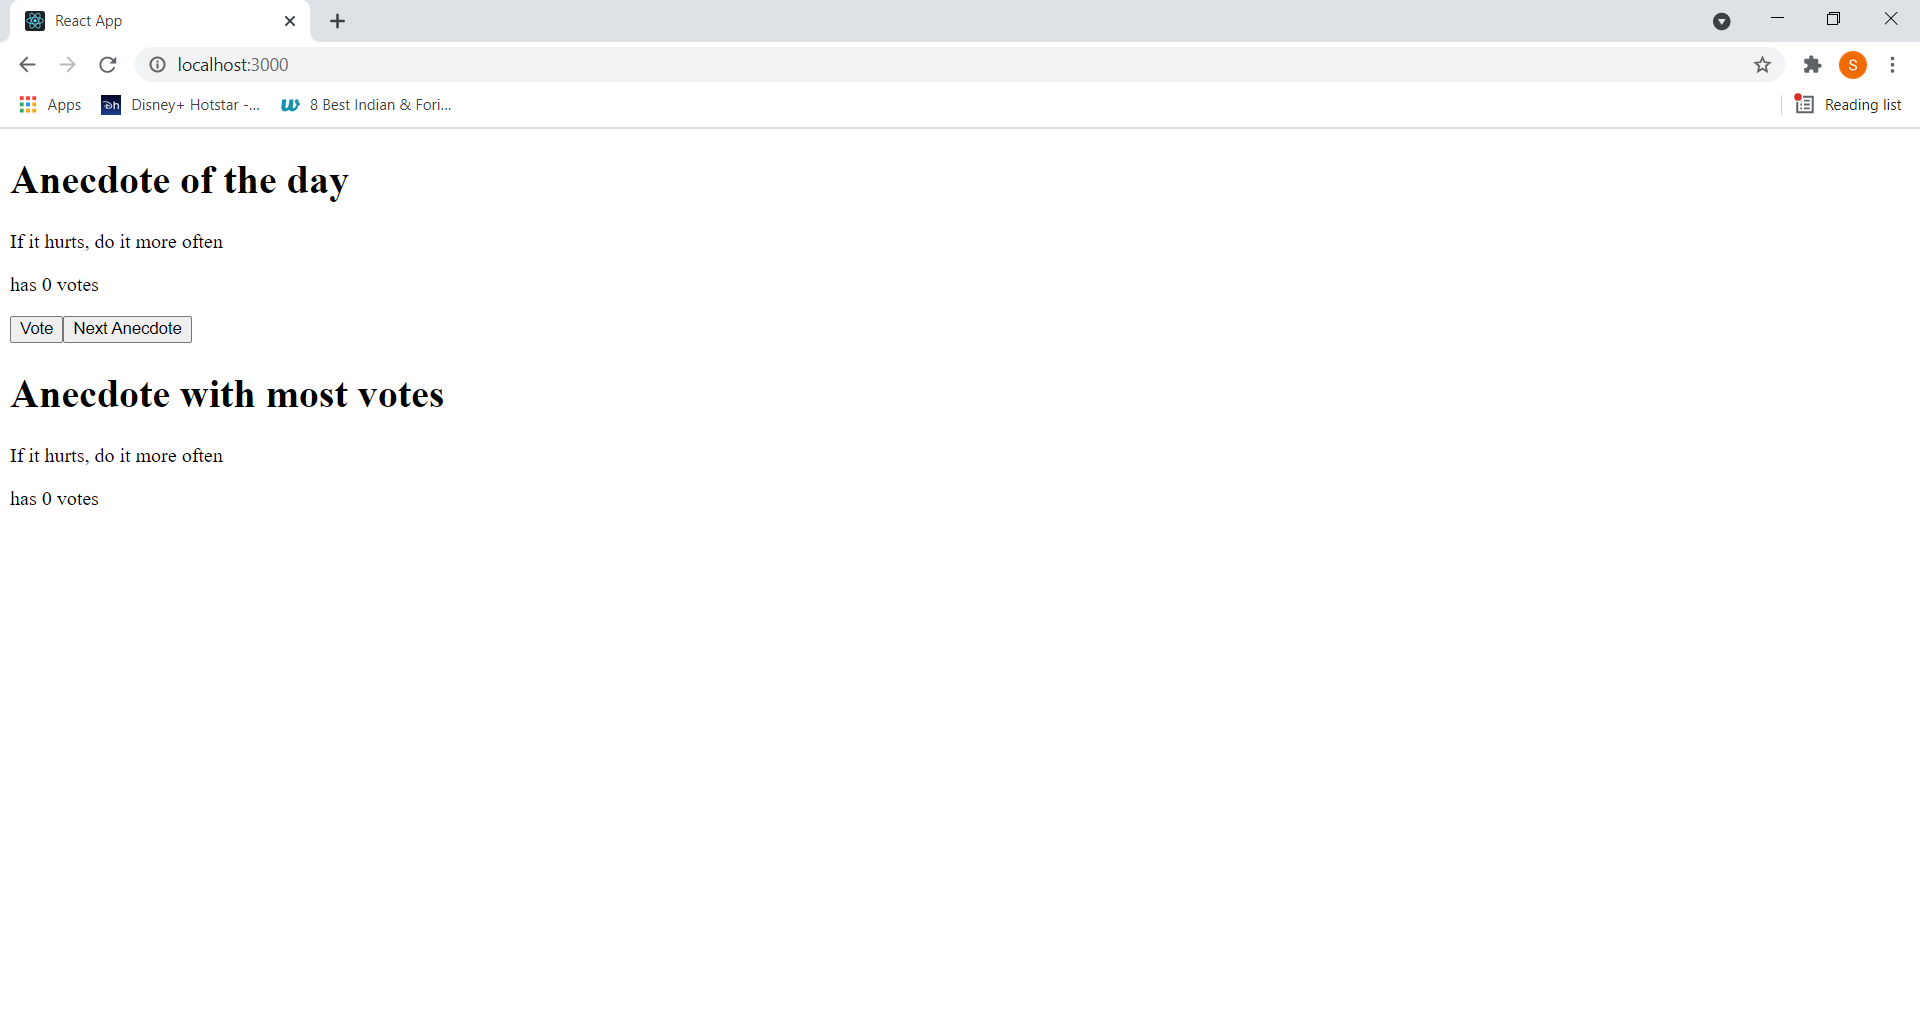 React App
localhost:3000
S
Apps Dh Disney+ Hotstar -... w 8 Best Indian & Fori... Reading list
Anecdote of the day
If it hurts, do it more often
has 0 votes
Vote Next Anecdote
Anecdote with most votes
If it hurts, do it more often
has 0 votes